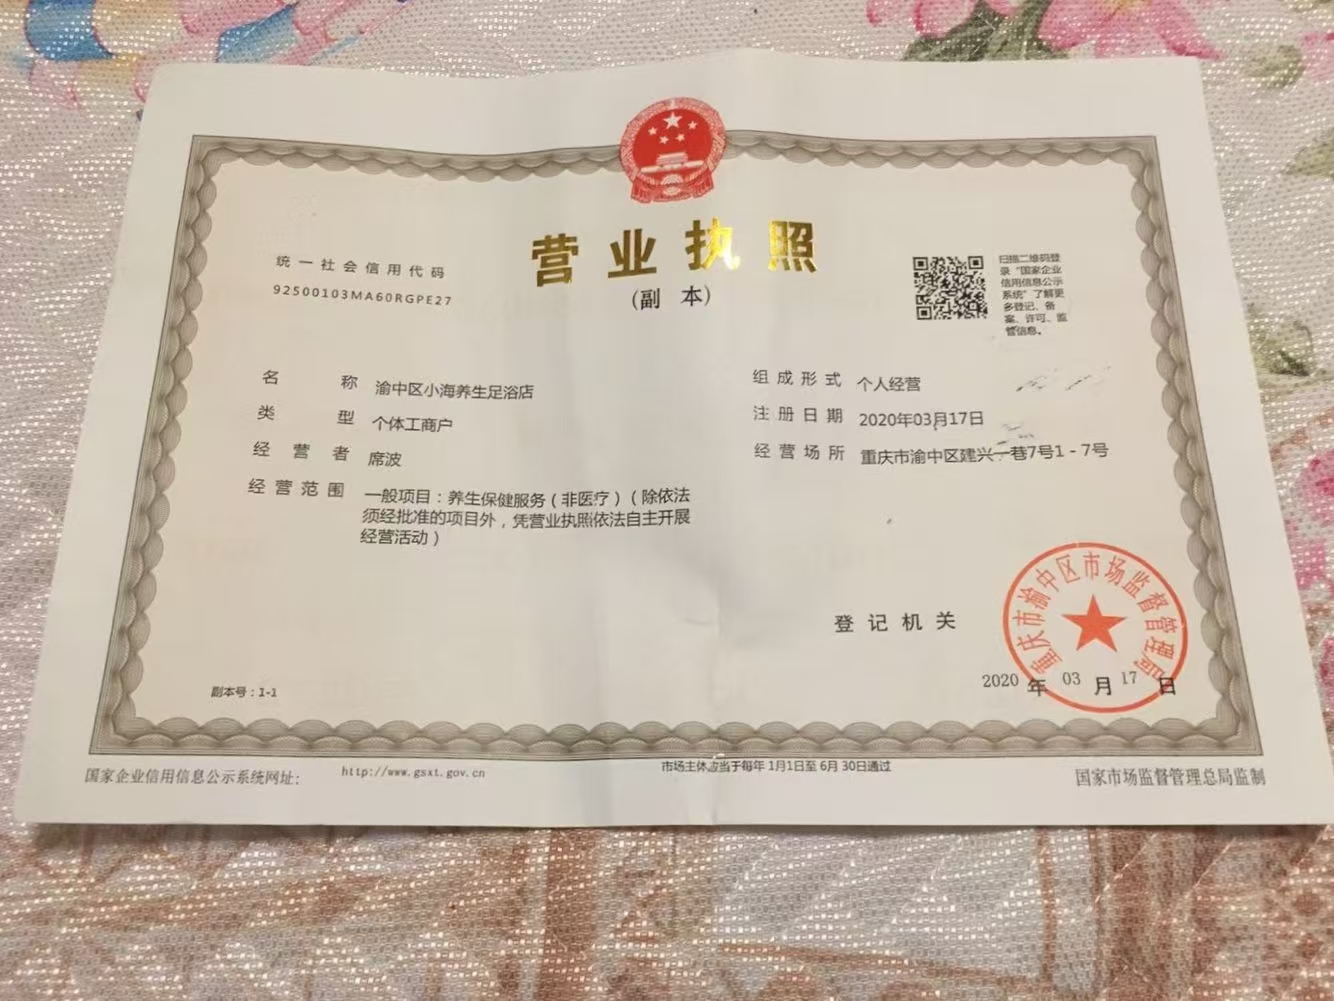 营业执照
（副 本）
统一社会信用代码
92500103MA60RGPE27
扫描二维码登
录“国家企业
信用信息公示
系统”了解更
多登记、备
案、许可、监
管信息。
名 称 渝中区小海养生足浴店
类 型 个体工商户
经营者 席波
经营范围 一般项目：养生保健服务（非医疗）（除依法
须经批准的项目外，凭营业执照依法自主开展
经营活动）
组成形式 个人经营
注册日期 2020年03月17日
经营场所 重庆市渝中区建兴一巷7号1-7号
登记机关
重庆市渝中区市场监督管理局
2020 年 03 月 17 日
副本号：1-1
国家企业信用信息公示系统网址：
http://www.gsxt.gov.cn
市场主体应当于每年 1月1日至 6月 30日通过
国家市场监督管理总局监制